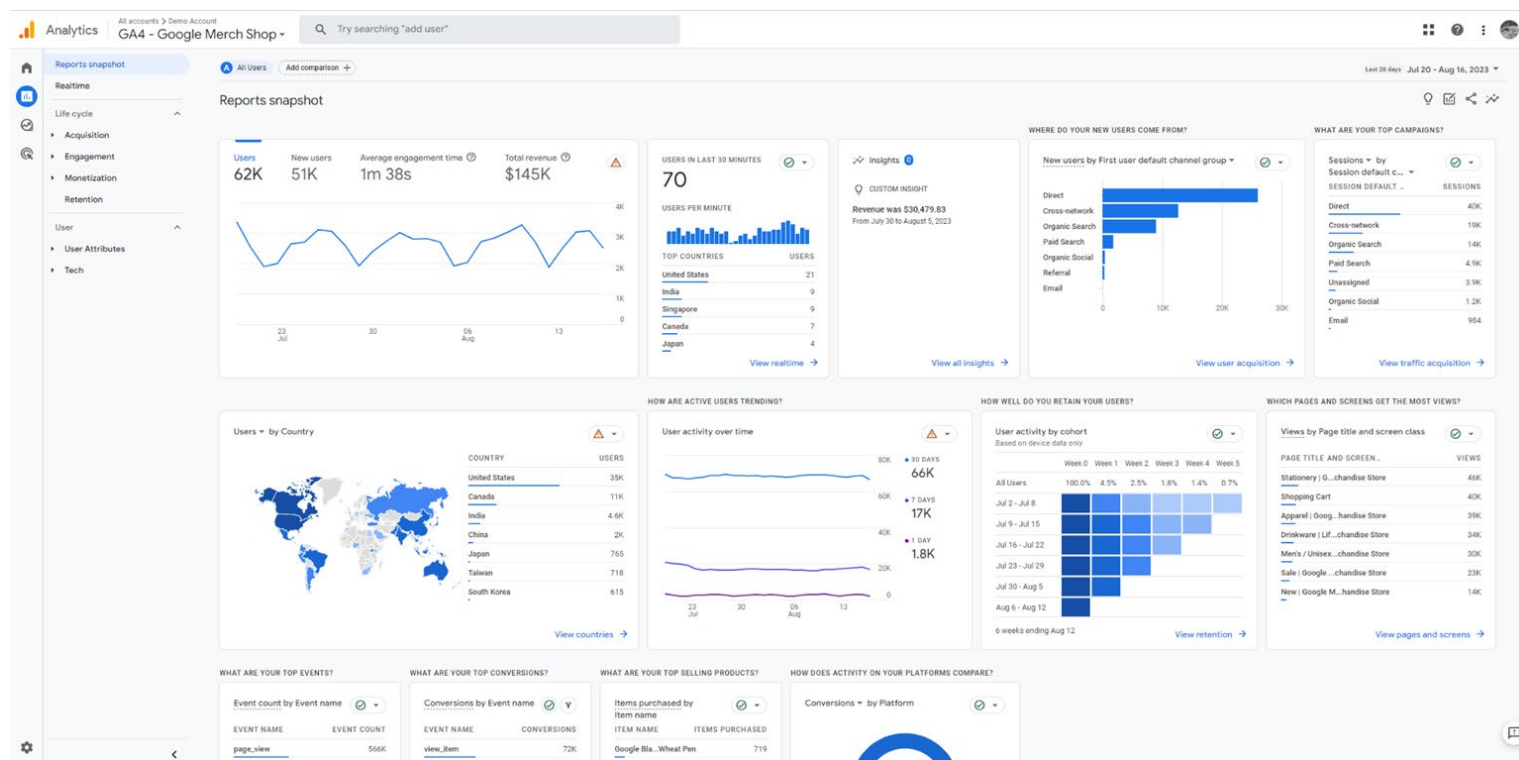 All accounts > Demo Account
Analytics
GA4 - Google Merch Shop
Try searching "add user"
Reports snapshot
Realtime
Life cycle
Acquisition
Engagement
Monetization
Retention
User
User Attributes
Tech
A All Users
Add comparison +
Last 28 days Jul 20 - Aug 16, 2023
Reports snapshot
Users
62K
New users
51K
Average engagement time
1m 38s
Total revenue
$145K
4K
3K
2K
1K
0
23 Jul
30
06 Aug
13
USERS IN LAST 30 MINUTES
70
USERS PER MINUTE
TOP COUNTRIES USERS
United States 21
India 9
Singapore 9
Canada 7
Japan 4
View realtime
Insights 0
CUSTOM INSIGHT
Revenue was $30,479.83
From July 30 to August 5, 2023
View all insights
WHERE DO YOUR NEW USERS COME FROM?
New users by First user default channel group
Direct
Cross-network
Organic Search
Paid Search
Organic Social
Referral
Email
0 10K 20K 30K
View user acquisition
WHAT ARE YOUR TOP CAMPAIGNS?
Sessions by
Session default c...
SESSION DEFAULT ... SESSIONS
Direct 40K
Cross-network 19K
Organic Search 14K
Paid Search 4.9K
Unassigned 3.9K
Organic Social 1.2K
Email 984
View traffic acquisition
Users by Country
COUNTRY USERS
United States 35K
Canada 11K
India 4.6K
China 2K
Japan 765
Taiwan 718
South Korea 615
View countries
HOW ARE ACTIVE USERS TRENDING?
User activity over time
80K
60K
40K
20K
0
23 Jul
30
06 Aug
13
30 DAYS
66K
7 DAYS
17K
1 DAY
1.8K
HOW WELL DO YOU RETAIN YOUR USERS?
User activity by cohort
Based on device data only
Week 0 Week 1 Week 2 Week 3 Week 4 Week 5
All Users 100.0% 4.5% 2.5% 1.8% 1.4% 0.7%
Jul 2 - Jul 8
Jul 9 - Jul 15
Jul 16 - Jul 22
Jul 23 - Jul 29
Jul 30 - Aug 5
Aug 6 - Aug 12
6 weeks ending Aug 12
View retention
WHICH PAGES AND SCREENS GET THE MOST VIEWS?
Views by Page title and screen class
PAGE TITLE AND SCREEN... VIEWS
Stationery | G...chandise Store 46K
Shopping Cart 40K
Apparel | Goog...handise Store 39K
Drinkware | Lif...chandise Store 34K
Men's / Unisex...chandise Store 30K
Sale | Google ...chandise Store 23K
New | Google M...handise Store 14K
View pages and screens
WHAT ARE YOUR TOP EVENTS?
Event count by Event name
EVENT NAME EVENT COUNT
page_view 566K
WHAT ARE YOUR TOP CONVERSIONS?
Conversions by Event name
EVENT NAME CONVERSIONS
view_item 72K
WHAT ARE YOUR TOP SELLING PRODUCTS?
Items purchased by
Item name
ITEM NAME ITEMS PURCHASED
Google Bla...Wheat Pen 719
HOW DOES ACTIVITY ON YOUR PLATFORMS COMPARE?
Conversions by Platform